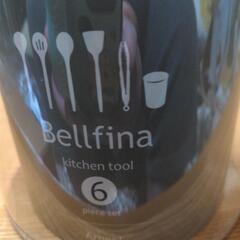 Bellfina
kitchen tool
6
piece set